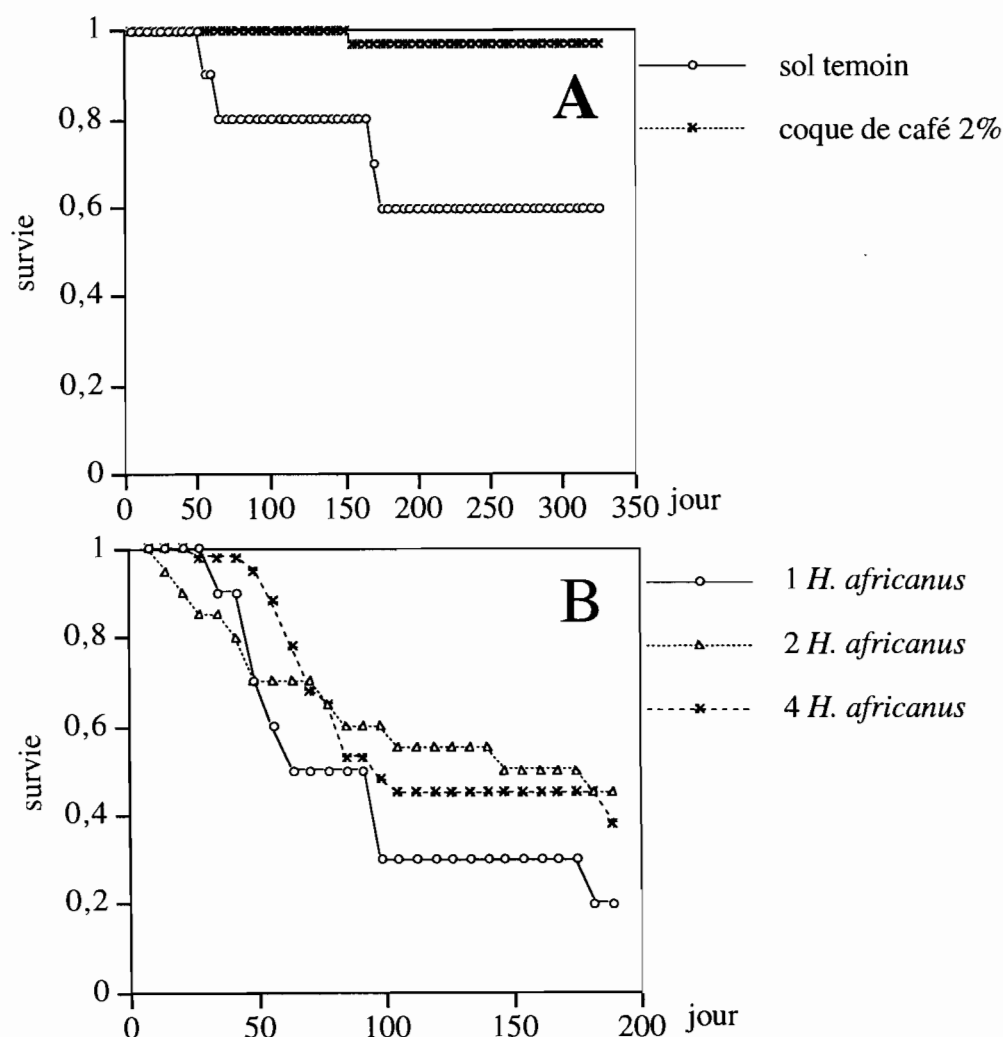 1
0,8
0,6
0,4
0,2
0
survie
A
0 50 100 150 200 250 300 350 jour
sol temoin
coque de café 2%
1
0,8
0,6
0,4
0,2
0
survie
B
0 50 100 150 200 jour
1 H. africanus
2 H. africanus
4 H. africanus